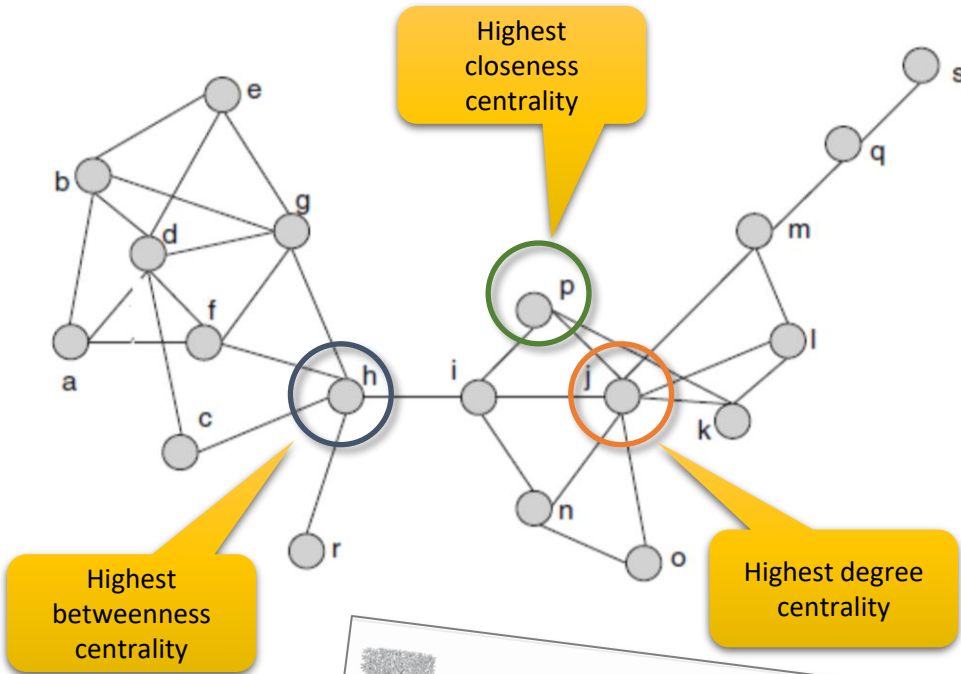 Highest
closeness
centrality
s
e
q
b
g
m
d
p
f
l
h
i
j
a
k
c
n
r
o
Highest
betweenness
centrality
Highest degree
centrality